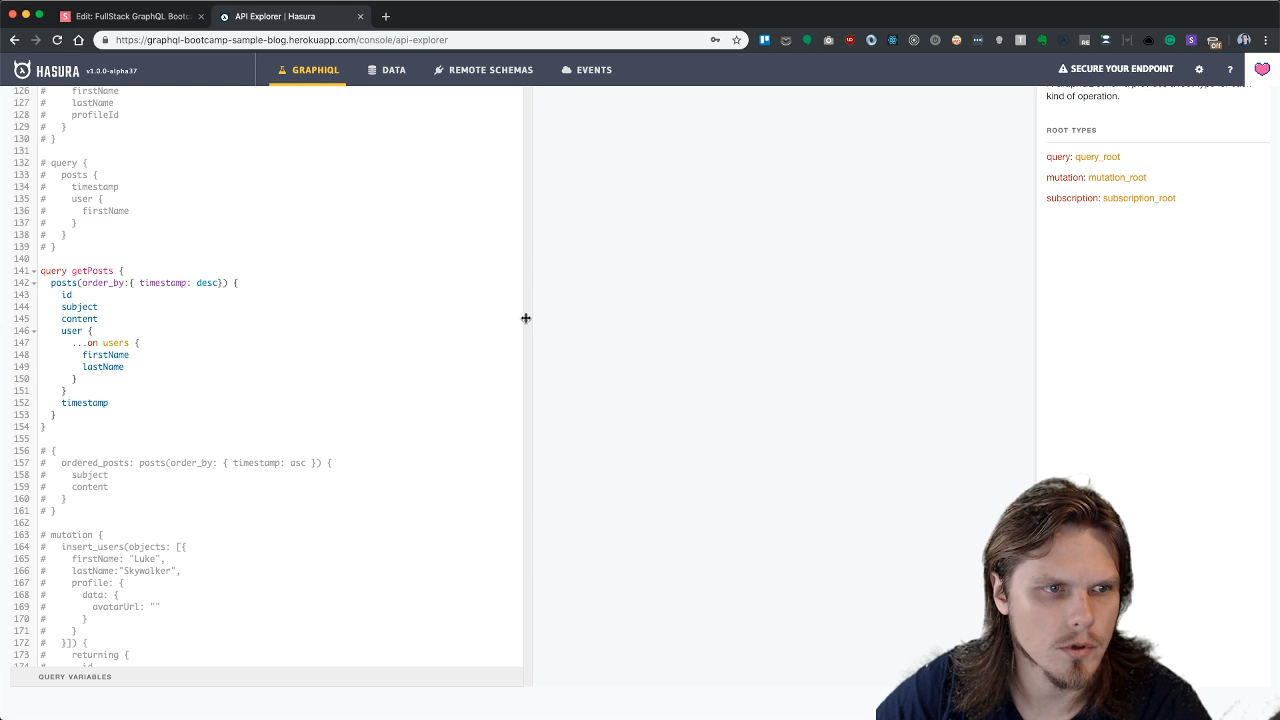 Edit: FullStack GraphQL Bootc
API Explorer | Hasura
https://graphql-bootcamp-sample-blog.herokuapp.com/console/api-explorer
HASURA v1.0.0-alpha37
GRAPHIQL
DATA
REMOTE SCHEMAS
EVENTS
SECURE YOUR ENDPOINT
126 # firstName
127 # lastName
128 # profileId
129 # }
130 # }
131
132 # query {
133 # posts {
134 # timestamp
135 # user {
136 # firstName
137 # }
138 # }
139 # }
140
141 query getPosts {
142 posts(order_by:{ timestamp: desc}) {
143 id
144 subject
145 content
146 user {
147 ...on users {
148 firstName
149 lastName
150 }
151 }
152 timestamp
153 }
154 }
155
156 # {
157 # ordered_posts: posts(order_by: { timestamp: asc }) {
158 # subject
159 # content
160 # }
161 # }
162
163 # mutation {
164 # insert_users(objects: [{
165 # firstName: "Luke",
166 # lastName:"Skywalker",
167 # profile: {
168 # data: {
169 # avatarUrl: ""
170 # }
171 # }
172 # }]) {
173 # returning {
QUERY VARIABLES
kind of operation.
ROOT TYPES
query: query_root
mutation: mutation_root
subscription: subscription_root